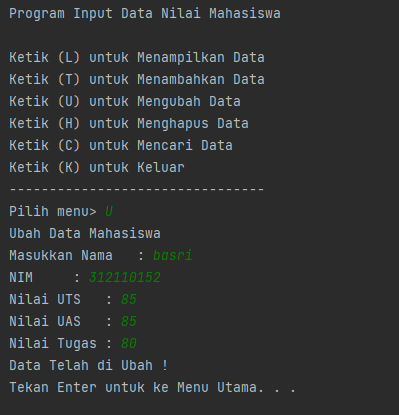 Program Input Data Nilai Mahasiswa
Ketik (L) untuk Menampilkan Data
Ketik (T) untuk Menambahkan Data
Ketik (U) untuk Mengubah Data
Ketik (H) untuk Menghapus Data
Ketik (C) untuk Mencari Data
Ketik (K) untuk Keluar
--------------------------------
Pilih menu> U
Ubah Data Mahasiswa
Masukkan Nama   : basri
NIM     : 312110152
Nilai UTS   : 85
Nilai UAS   : 85
Nilai Tugas : 80
Data Telah di Ubah !
Tekan Enter untuk ke Menu Utama. . .